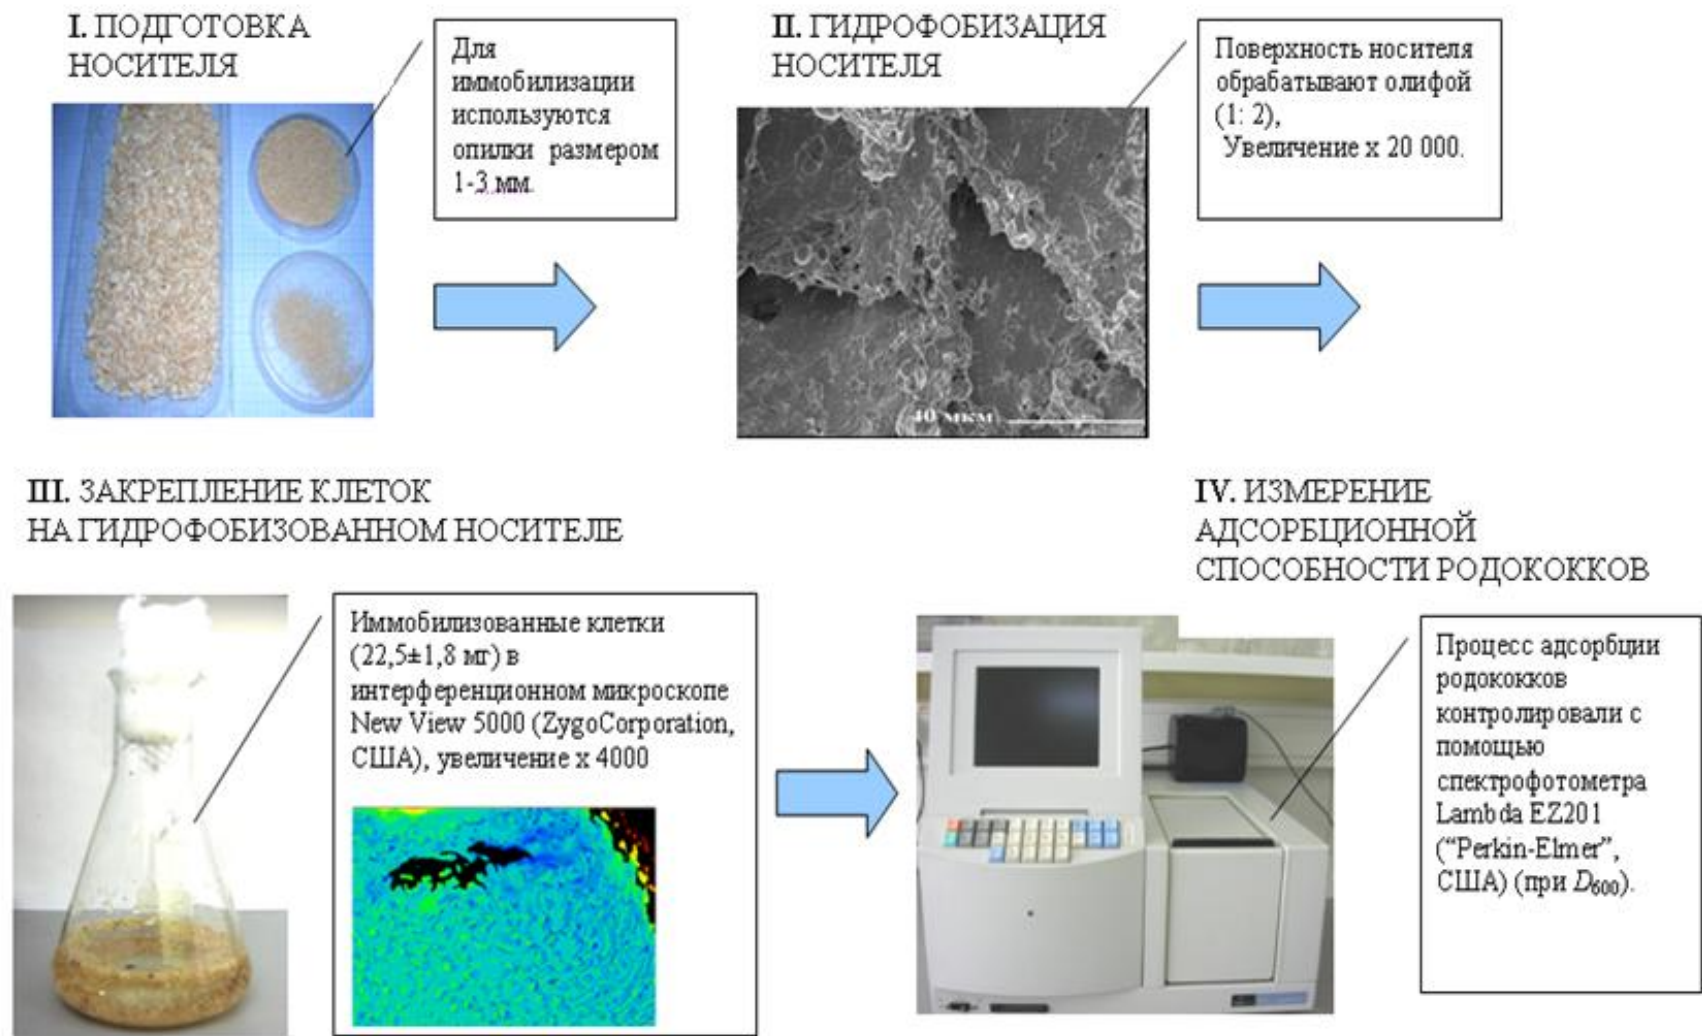 I. ПОДГОТОВКА
НОСИТЕЛЯ
Для
иммобилизации
используются
опилки размером
1-3 мм.
II. ГИДРОФОБИЗАЦИЯ
НОСИТЕЛЯ
Поверхность носителя
обрабатывают олифой
(1: 2),
Увеличение х 20 000.
40 мкм
III. ЗАКРЕПЛЕНИЕ КЛЕТОК
НА ГИДРОФОБИЗОВАННОМ НОСИТЕЛЕ
Иммобилизованные клетки
(22,5±1,8 мг) в
интерференционном микроскопе
New View 5000 (ZygoCorporation,
США), увеличение х 4000
IV. ИЗМЕРЕНИЕ
АДСОРБЦИОННОЙ
СПОСОБНОСТИ РОДОКОККОВ
Процесс адсорбции
родококков
контролировали с
помощью
спектрофотометра
Lambda EZ201
(“Perkin-Elmer”,
США) (при D600).